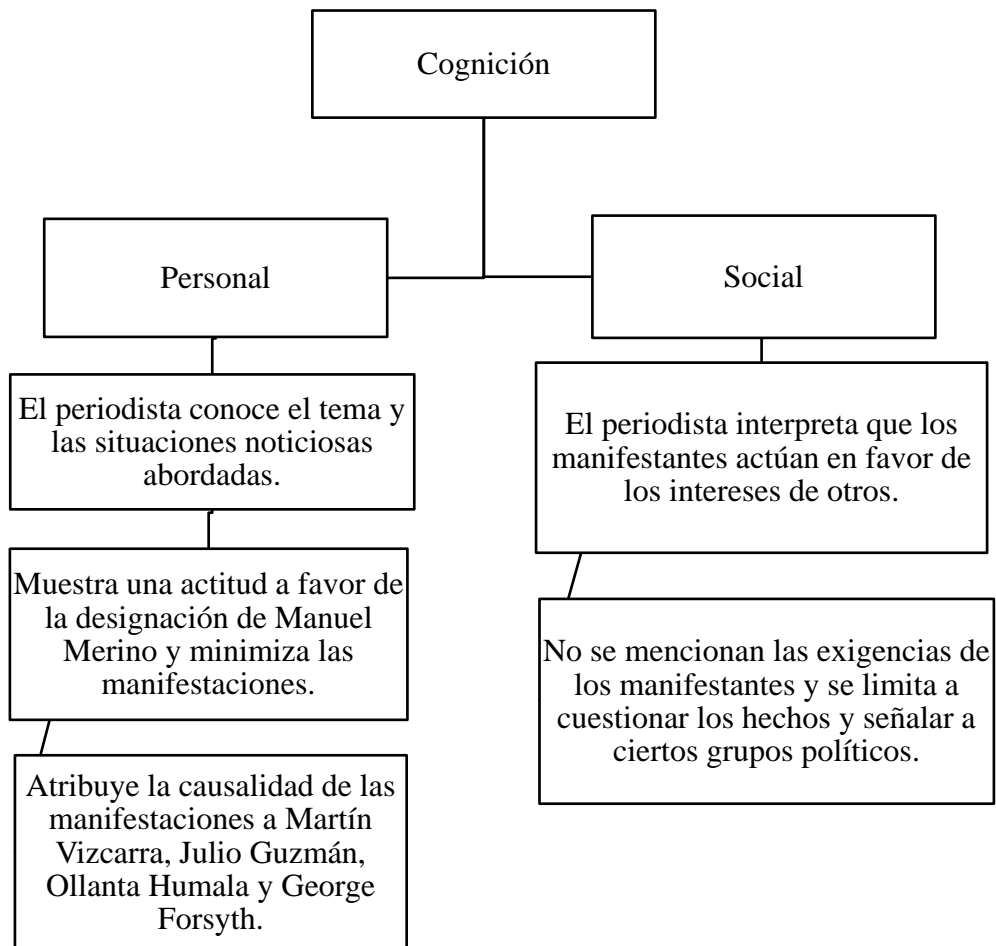 Cognición
Personal
Social
El periodista conoce el tema y
las situaciones noticiosas
abordadas.
Muestra una actitud a favor de
la designación de Manuel
Merino y minimiza las
manifestaciones.
Atribuye la causalidad de las
manifestaciones a Martín
Vizcarra, Julio Guzmán,
Ollanta Humala y George
Forsyth.
El periodista interpreta que los
manifestantes actúan en favor de
los intereses de otros.
No se mencionan las exigencias de
los manifestantes y se limita a
cuestionar los hechos y señalar a
ciertos grupos políticos.